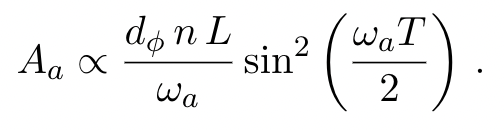 $$A_a \propto \frac{d_\phi \, n \, L}{\omega_a} \sin^2 \left( \frac{\omega_a T}{2} \right) \, .$$